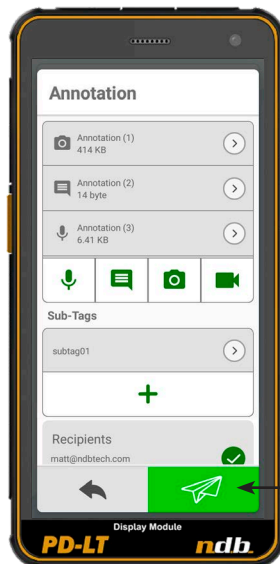 Annotation
Annotation (1)
414 KB
Annotation (2)
14 byte
Annotation (3)
6.41 KB
Sub-Tags
subtag01
Recipients
matt@ndbtech.com
Display Module
PD-LT
ndb